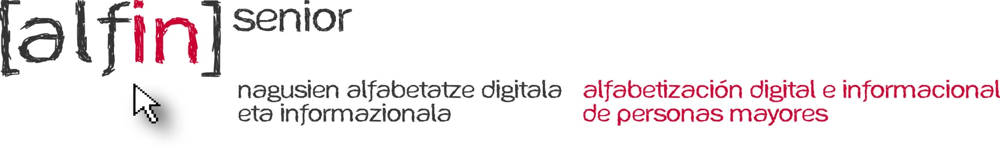 [alfin] senior
nagusien alfabetatze digitala
eta informazionala
alfabetización digital e informacional
de personas mayores